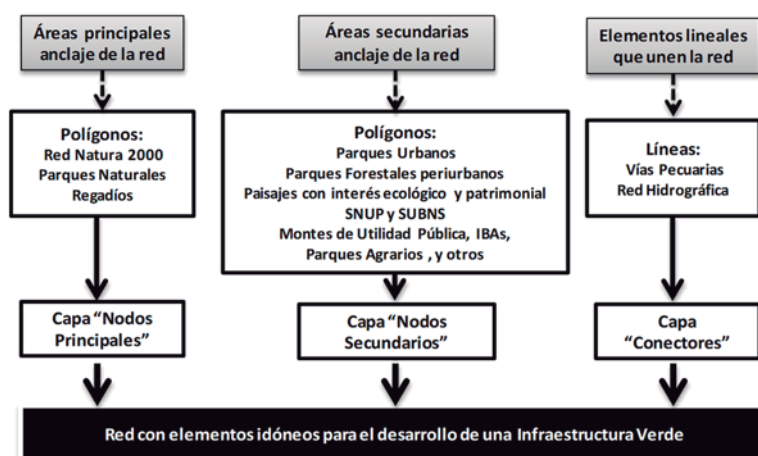 Áreas principales
anclaje de la red
Áreas secundarias
anclaje de la red
Elementos lineales
que unen la red
Polígonos:
Red Natura 2000
Parques Naturales
Regadíos
Polígonos:
Parques Urbanos
Parques Forestales periurbanos
Paisajes con interés ecológico y patrimonial
SNUP y SUBNS
Montes de Utilidad Pública, IBAs,
Parques Agrarios , y otros
Líneas:
Vías Pecuarias
Red Hidrográfica
Capa “Nodos
Principales”
Capa “Nodos
Secundarios”
Capa
“Conectores”
Red con elementos idóneos para el desarrollo de una Infraestructura Verde